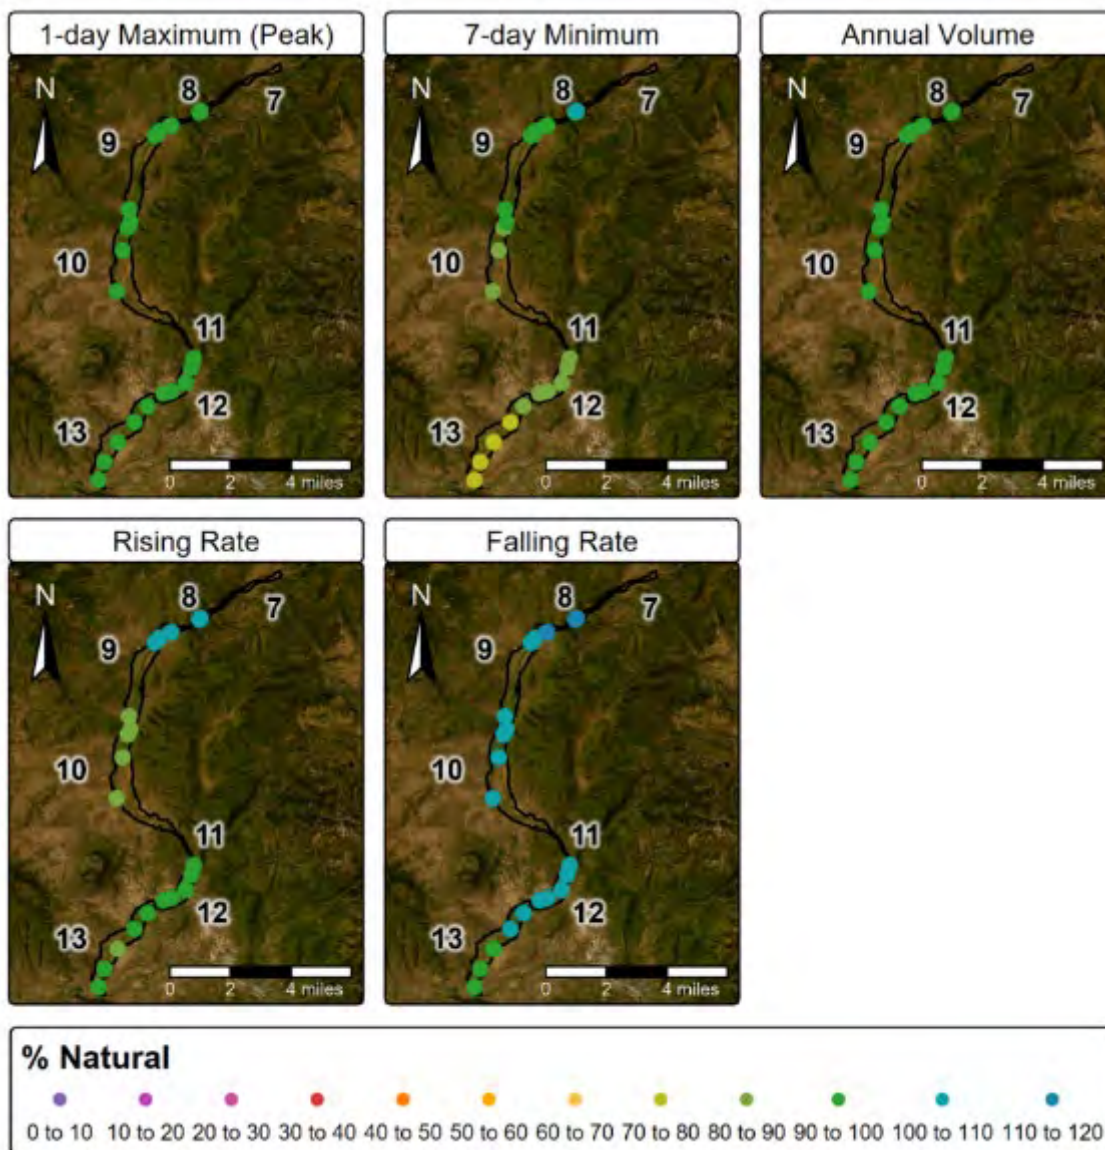 1-day Maximum (Peak)
7-day Minimum
Annual Volume
N
8
7
9
10
11
12
13
0 2 4 miles
N
8
7
9
10
11
12
13
0 2 4 miles
N
8
7
9
10
11
12
13
0 2 4 miles
Rising Rate
Falling Rate
N
8
7
9
10
11
12
13
0 2 4 miles
N
8
7
9
10
11
12
13
0 2 4 miles
% Natural
0 to 10 10 to 20 20 to 30 30 to 40 40 to 50 50 to 60 60 to 70 70 to 80 80 to 90 90 to 100 100 to 110 110 to 120